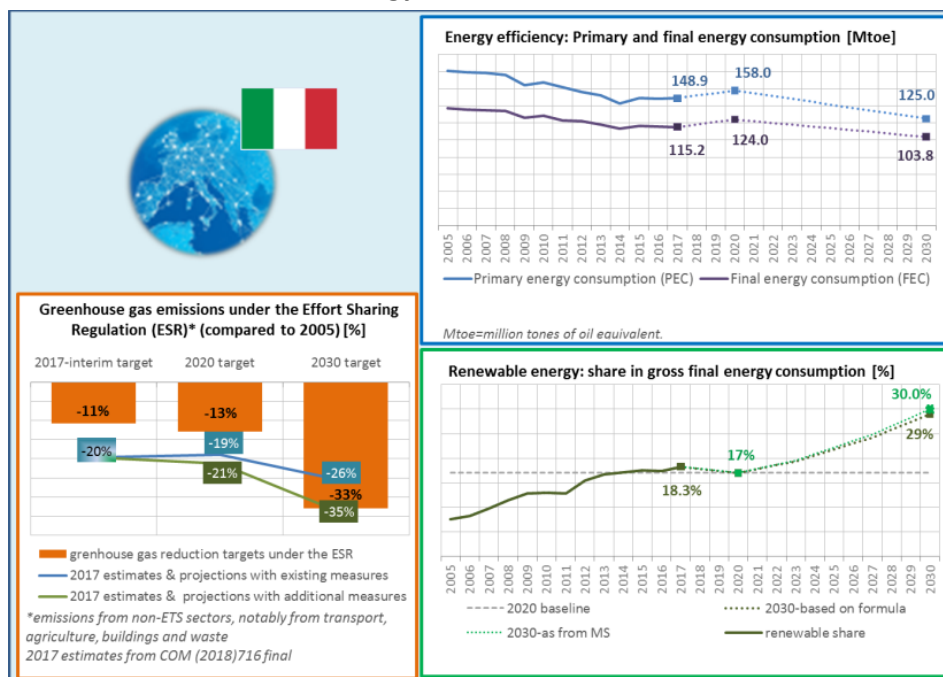 Energy efficiency: Primary and final energy consumption [Mtoe]
148.9
158.0
125.0
115.2
124.0
103.8
2005 2006 2007 2008 2009 2010 2011 2012 2013 2014 2015 2016 2017 2018 2019 2020 2021 2022 2023 2024 2025 2026 2027 2028 2029 2030
Primary energy consumption (PEC) Final energy consumption (FEC)
Mtoe=million tones of oil equivalent.
Greenhouse gas emissions under the Effort Sharing
Regulation (ESR)* (compared to 2005) [%]
2017-interim target 2020 target 2030 target
-11%
-13%
-20%
-19%
-21%
-26%
-33%
-35%
grenhouse gas reduction targets under the ESR
2017 estimates & projections with existing measures
2017 estimates & projections with additional measures
*emissions from non-ETS sectors, notably from transport,
agriculture, buildings and waste
2017 estimates from COM (2018)716 final
Renewable energy: share in gross final energy consumption [%]
30.0%
29%
17%
18.3%
2005 2006 2007 2008 2009 2010 2011 2012 2013 2014 2015 2016 2017 2018 2019 2020 2021 2022 2023 2024 2025 2026 2027 2028 2029 2030
2020 baseline 2030-based on formula
2030-as from MS renewable share